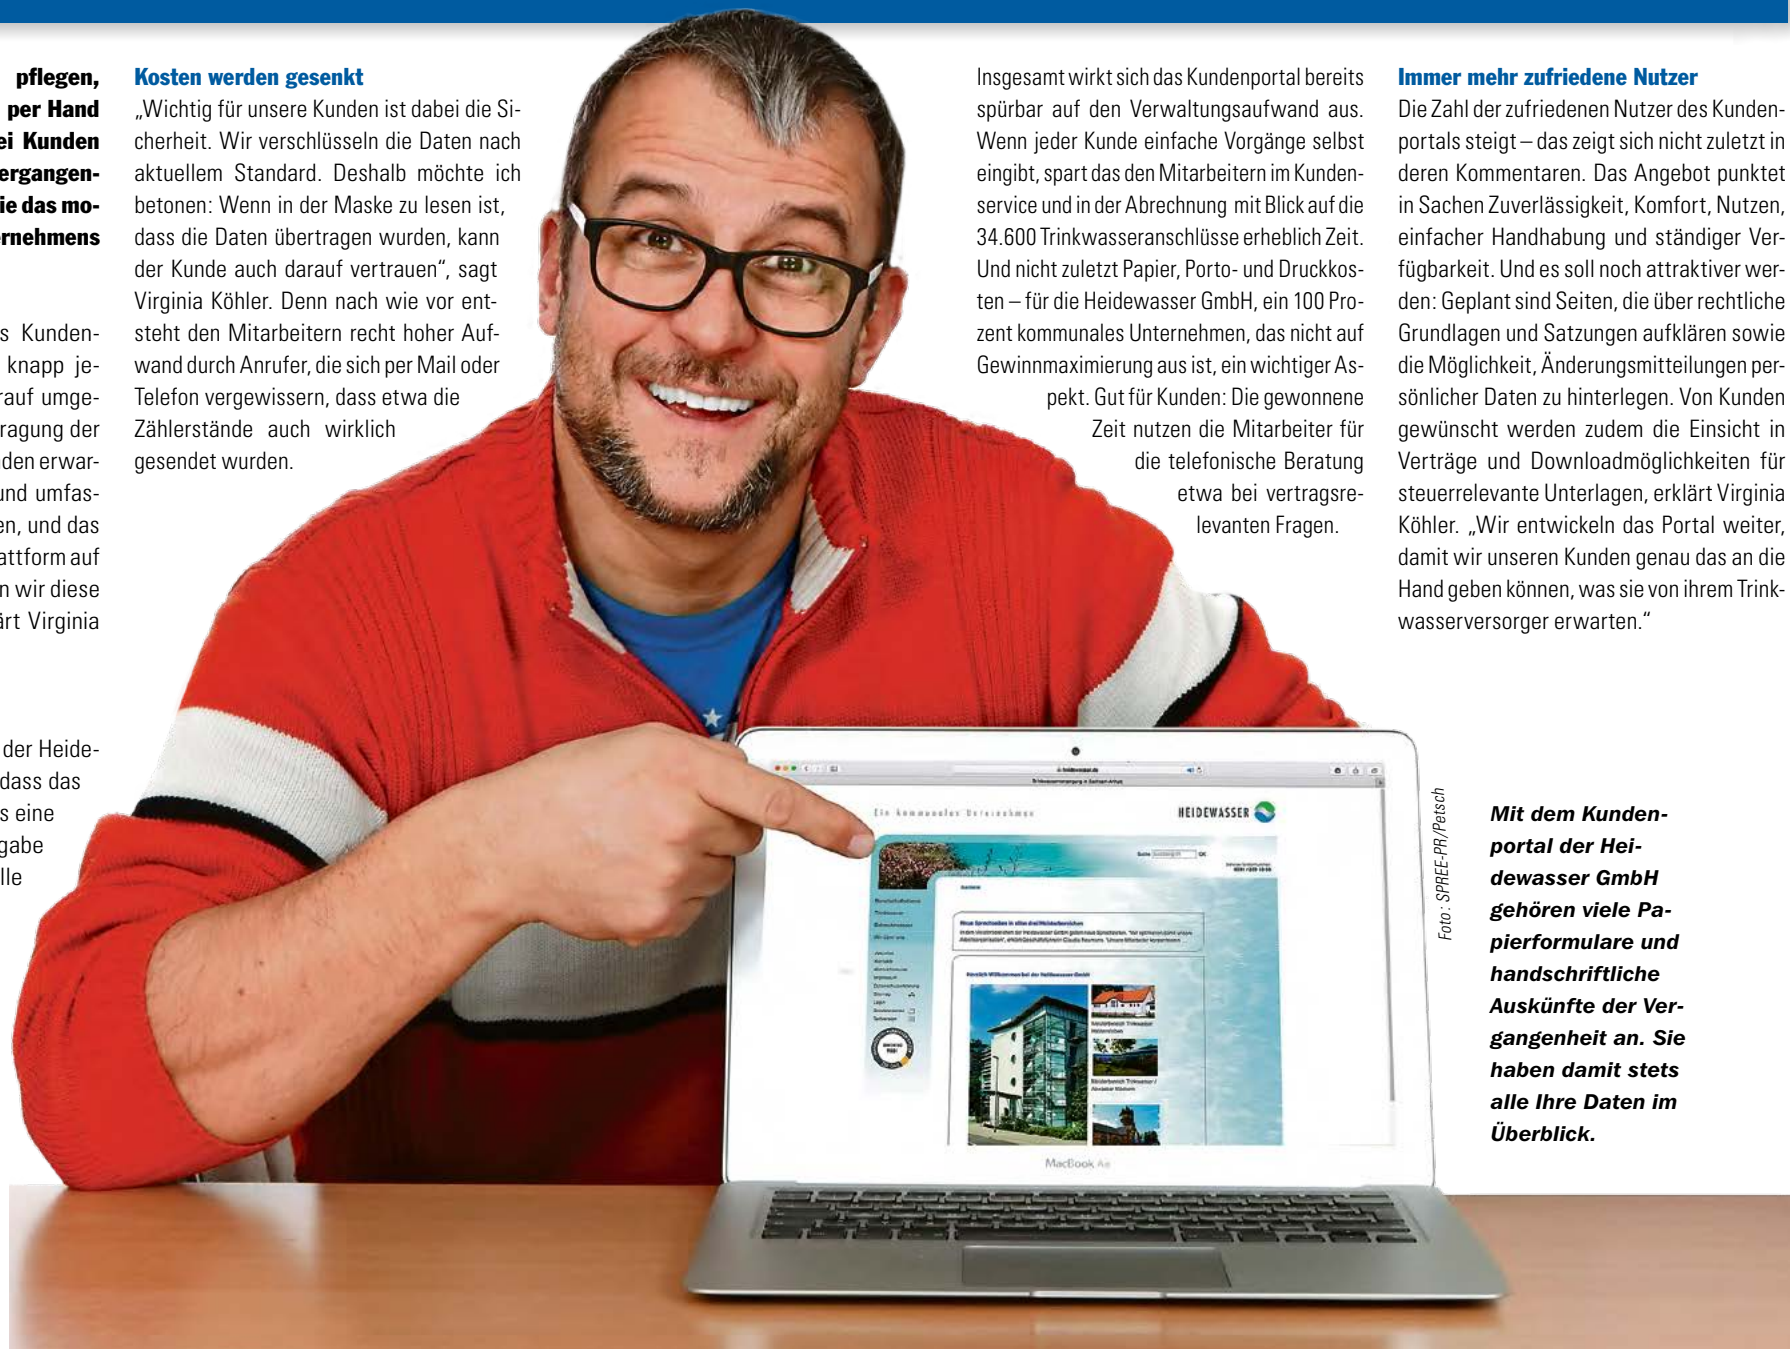 pflegen,
per Hand
ei Kunden
ergangen-
ie das mo-
ernehmens
s Kunden-
knapp je-
rauf umge-
ragung der
den erwar-
und umfas-
en, und das
attform auf
n wir diese
ärt Virginia
der Heide-
dass das
s eine
gabe
lle
Kosten werden gesenkt
„Wichtig für unsere Kunden ist dabei die Si-
cherheit. Wir verschlüsseln die Daten nach
aktuellem Standard. Deshalb möchte ich
betonen: Wenn in der Maske zu lesen ist,
dass die Daten übertragen wurden, kann
der Kunde auch darauf vertrauen“, sagt
Virginia Köhler. Denn nach wie vor ent-
steht den Mitarbeitern recht hoher Auf-
wand durch Anrufer, die sich per Mail oder
Telefon vergewissern, dass etwa die
Zählerstände auch wirklich
gesendet wurden.
Insgesamt wirkt sich das Kundenportal bereits
spürbar auf den Verwaltungsaufwand aus.
Wenn jeder Kunde einfache Vorgänge selbst
eingibt, spart das den Mitarbeitern im Kunden-
service und in der Abrechnung mit Blick auf die
34.600 Trinkwasseranschlüsse erheblich Zeit.
Und nicht zuletzt Papier, Porto- und Druckkos-
ten – für die Heidewasser GmbH, ein 100 Pro-
zent kommunales Unternehmen, das nicht auf
Gewinnmaximierung aus ist, ein wichtiger As-
pekt. Gut für Kunden: Die gewonnene
Zeit nutzen die Mitarbeiter für
die telefonische Beratung
etwa bei vertragsre-
levanten Fragen.
Immer mehr zufriedene Nutzer
Die Zahl der zufriedenen Nutzer des Kunden-
portals steigt – das zeigt sich nicht zuletzt in
deren Kommentaren. Das Angebot punktet
in Sachen Zuverlässigkeit, Komfort, Nutzen,
einfacher Handhabung und ständiger Ver-
fügbarkeit. Und es soll noch attraktiver wer-
den: Geplant sind Seiten, die über rechtliche
Grundlagen und Satzungen aufklären sowie
die Möglichkeit, Änderungsmitteilungen per-
sönlicher Daten zu hinterlegen. Von Kunden
gewünscht werden zudem die Einsicht in
Verträge und Downloadmöglichkeiten für
steuerrelevante Unterlagen, erklärt Virginia
Köhler. „Wir entwickeln das Portal weiter,
damit wir unseren Kunden genau das an die
Hand geben können, was sie von ihrem Trink-
wasserversorger erwarten.“
Ein kommunales Unternehmen
HEIDEWASSER
Suche
OK
Neue Sprechzeiten in allen drei Meisterbereichen
Herzlich Willkommen bei der Heidewasser GmbH
MacBook Air
Foto: SPREE-PR/Petsch
Mit dem Kunden-
portal der Hei-
dewasser GmbH
gehören viele Pa-
pierformulare und
handschriftliche
Auskünfte der Ver-
gangenheit an. Sie
haben damit stets
alle Ihre Daten im
Überblick.